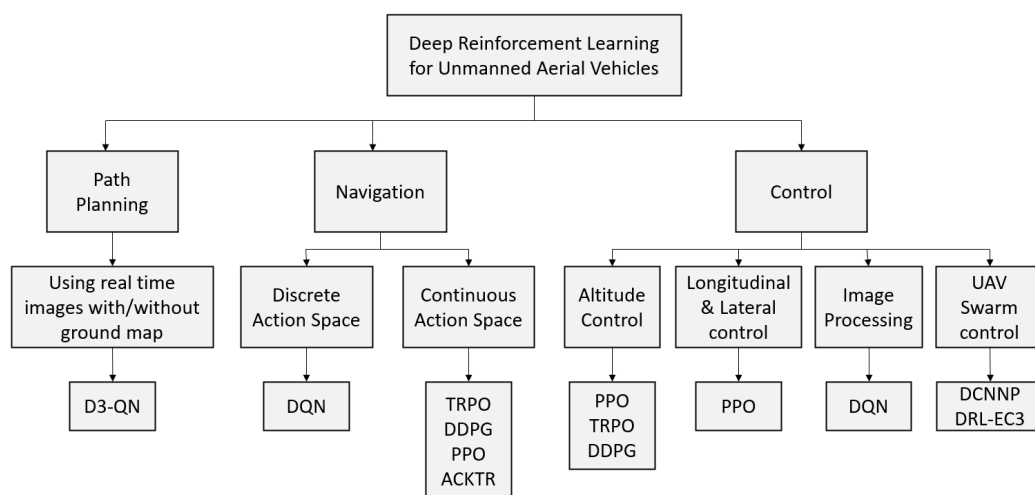 Deep Reinforcement Learning
for Unmanned Aerial Vehicles
Path
Planning
Navigation
Control
Using real time
images with/without
ground map
Discrete
Action Space
Continuous
Action Space
Altitude
Control
Longitudinal
& Lateral
control
Image
Processing
UAV
Swarm
control
D3-QN
DQN
TRPO
DDPG
PPO
ACKTR
PPO
TRPO
DDPG
PPO
DQN
DCNNP
DRL-EC3